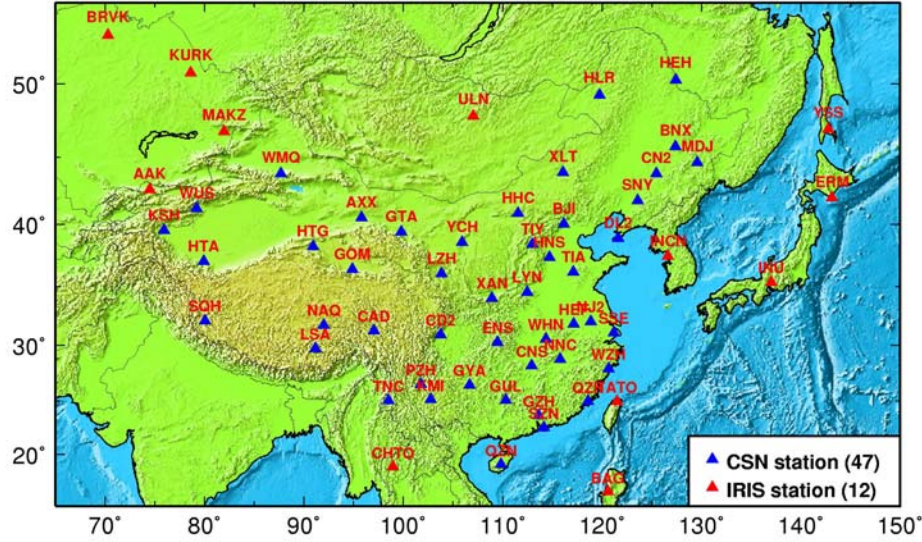 BRVK
KURK
50°
HEH
HLR
MAKZ
ULN
YSS
BNX
MDJ
WMQ
XLT
CN2
AAK
WUS
SNY
ERM
AXX
HHC
BJI
40°
KSH
GTA
YCH
TIY
DL2
HTG
HNS
INCN
HTA
GOM
LZH
TIA
INU
XAN
LYN
SQH
NAQ
CAD
CD2
HEF
NJ2
SSE
30°
LSA
ENS
WHN
NNC
CNS
WZH
PZH
GYA
TNC
KMI
GUL
QZH
TATO
GZH
SZN
20°
CHTO
QZN
BAG
CSN station (47)
IRIS station (12)
70° 80° 90° 100° 110° 120° 130° 140° 150°